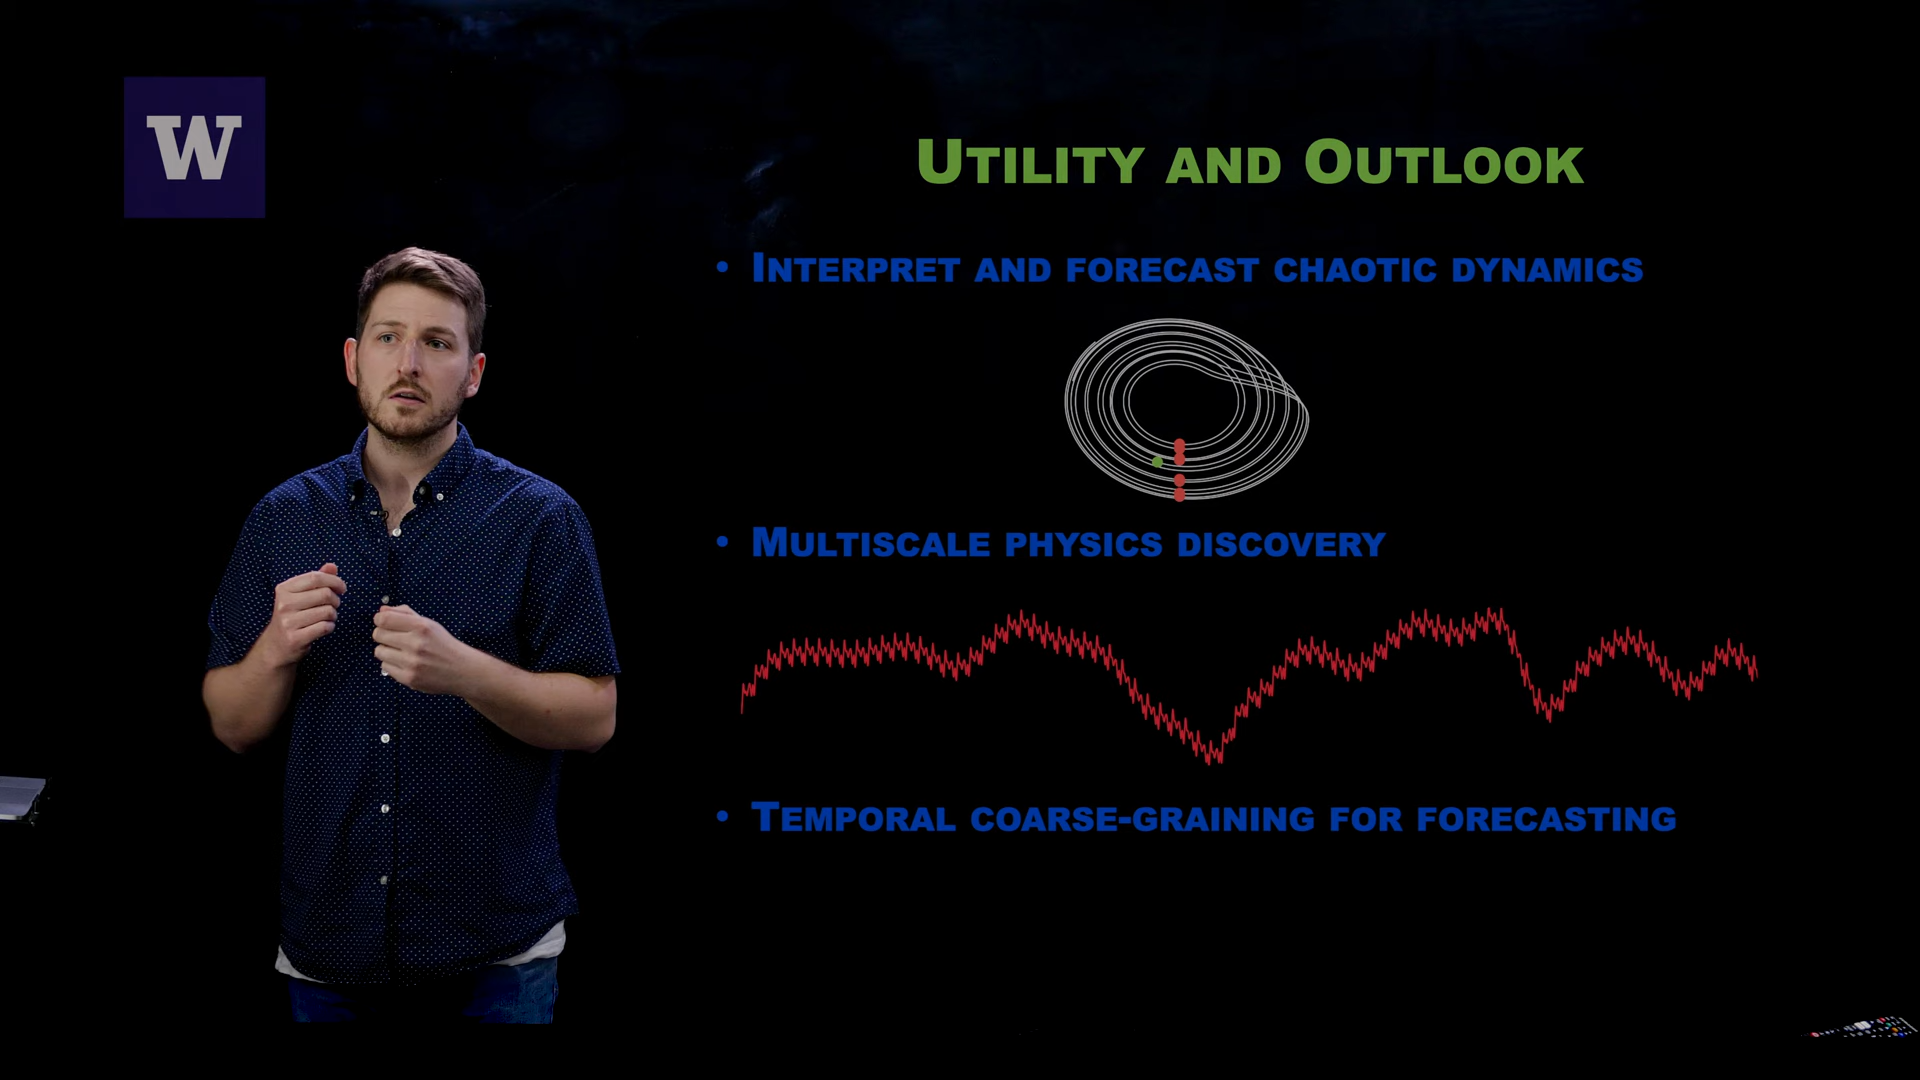 W
Utility and Outlook
• Interpret and forecast chaotic dynamics
• Multiscale physics discovery
• Temporal coarse-graining for forecasting